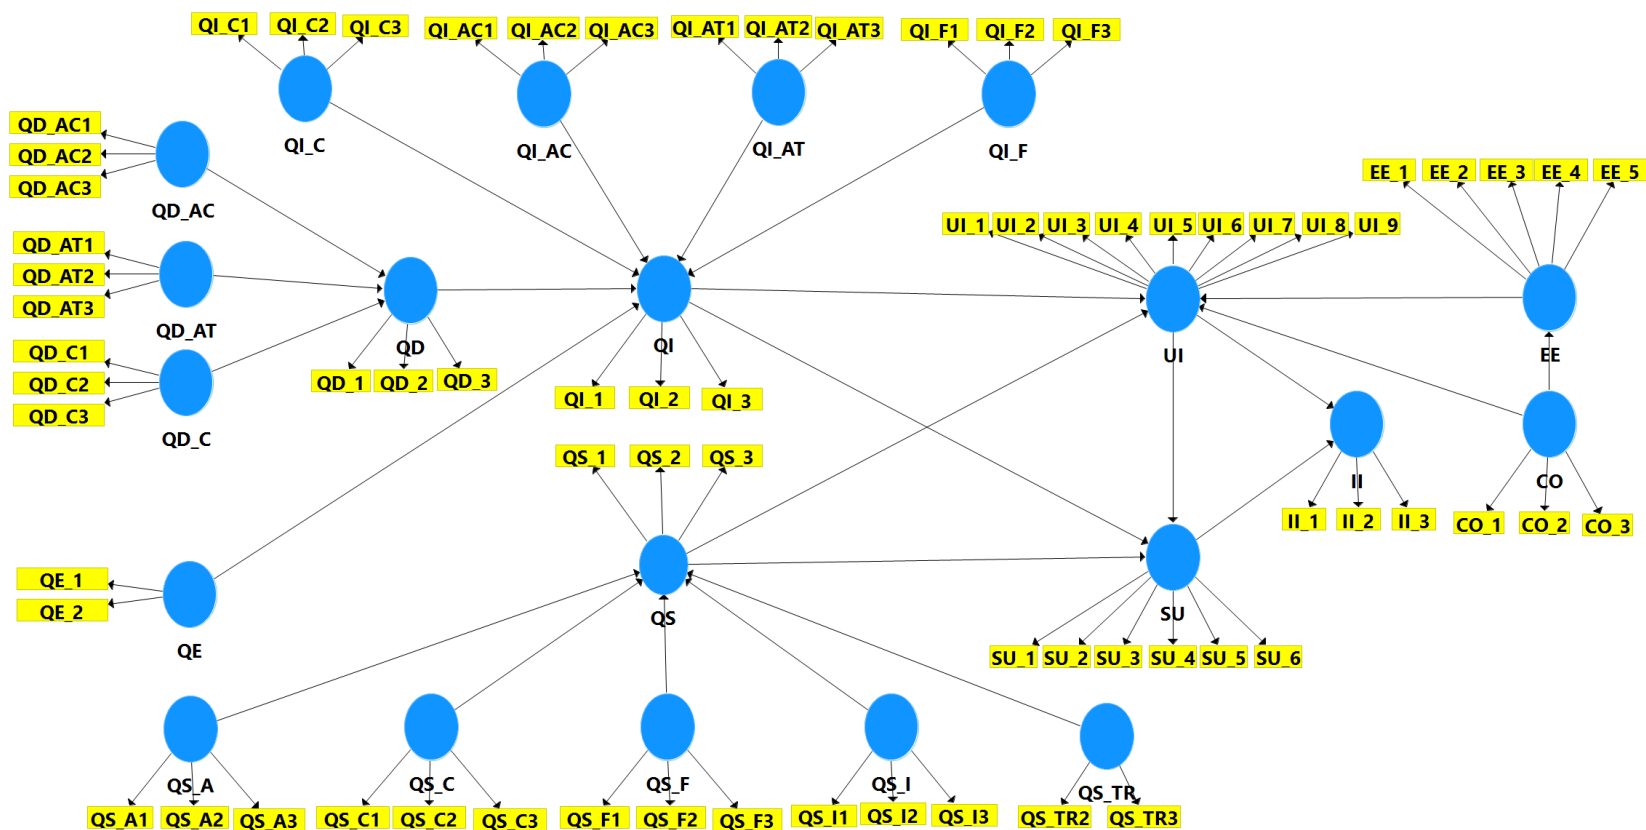 QI_C1
QI_C2
QI_C3
QI_AC1
QI_AC2
QI_AC3
QI_AT1
QI_AT2
QI_AT3
QI_F1
QI_F2
QI_F3
QI_C
QI_AC
QI_AT
QI_F
QD_AC1
QD_AC2
QD_AC3
QD_AC
EE_1
EE_2
EE_3
EE_4
EE_5
UI_1
UI_2
UI_3
UI_4
UI_5
UI_6
UI_7
UI_8
UI_9
QD_AT1
QD_AT2
QD_AT3
QD_AT
QD
QI
UI
EE
QD_C1
QD_C2
QD_C3
QD_C
QD_1
QD_2
QD_3
QI_1
QI_2
QI_3
QS_1
QS_2
QS_3
II
CO
II_1
II_2
II_3
CO_1
CO_2
CO_3
QE_1
QE_2
QE
QS
SU
SU_1
SU_2
SU_3
SU_4
SU_5
SU_6
QS_A
QS_C
QS_F
QS_I
QS_TR
QS_A1
QS_A2
QS_A3
QS_C1
QS_C2
QS_C3
QS_F1
QS_F2
QS_F3
QS_I1
QS_I2
QS_I3
QS_TR2
QS_TR3